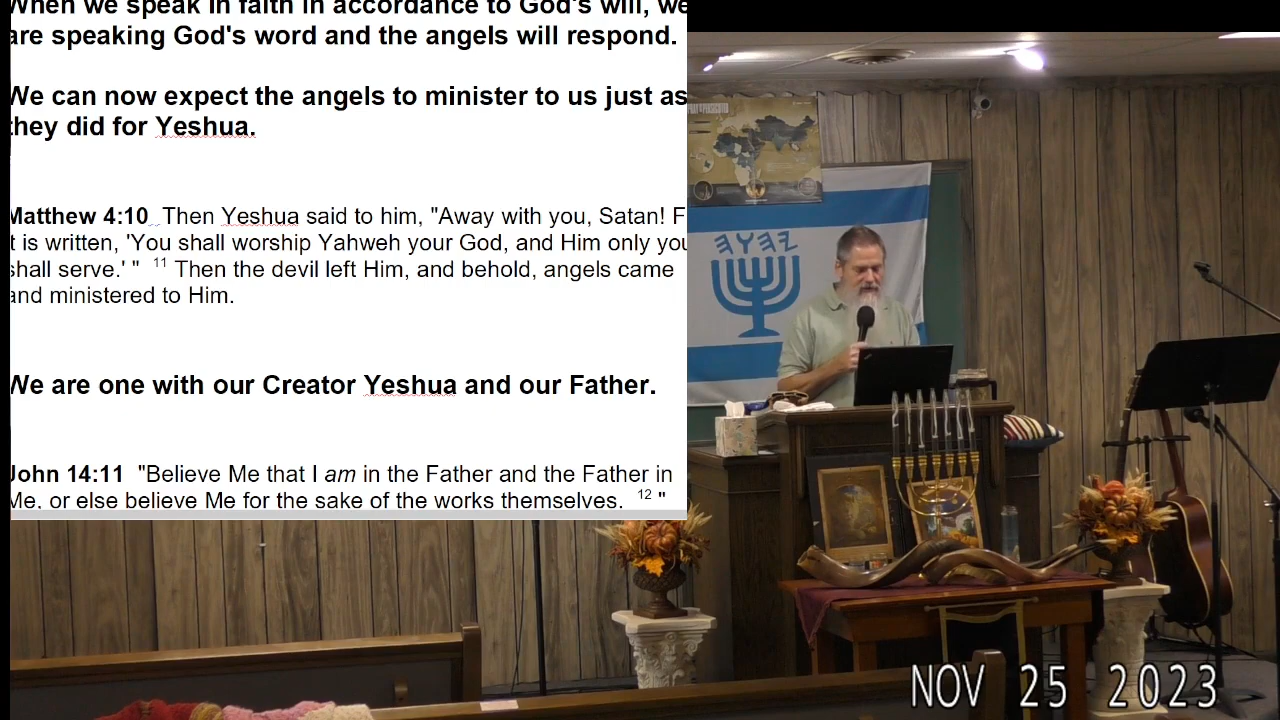 When we speak in faith in accordance to God's will, we
are speaking God's word and the angels will respond.
We can now expect the angels to minister to us just as
they did for Yeshua.
Matthew 4:10 Then Yeshua said to him, "Away with you, Satan! F
t is written, 'You shall worship Yahweh your God, and Him only you
shall serve.' " 11 Then the devil left Him, and behold, angels came
and ministered to Him.
We are one with our Creator Yeshua and our Father.
John 14:11 "Believe Me that I am in the Father and the Father in
Me, or else believe Me for the sake of the works themselves. 12 "
𐤉𐤄𐤅𐤄
NOV 25 2023